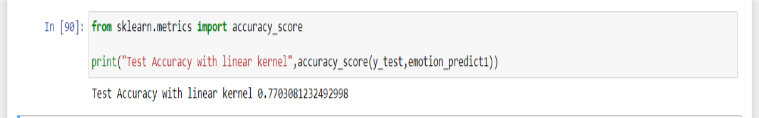 In [90]: from sklearn.metrics import accuracy_score
print("Test Accuracy with linear kernel",accuracy_score(y_test,emotion_predict1))
Test Accuracy with linear kernel 0.7703081232492998